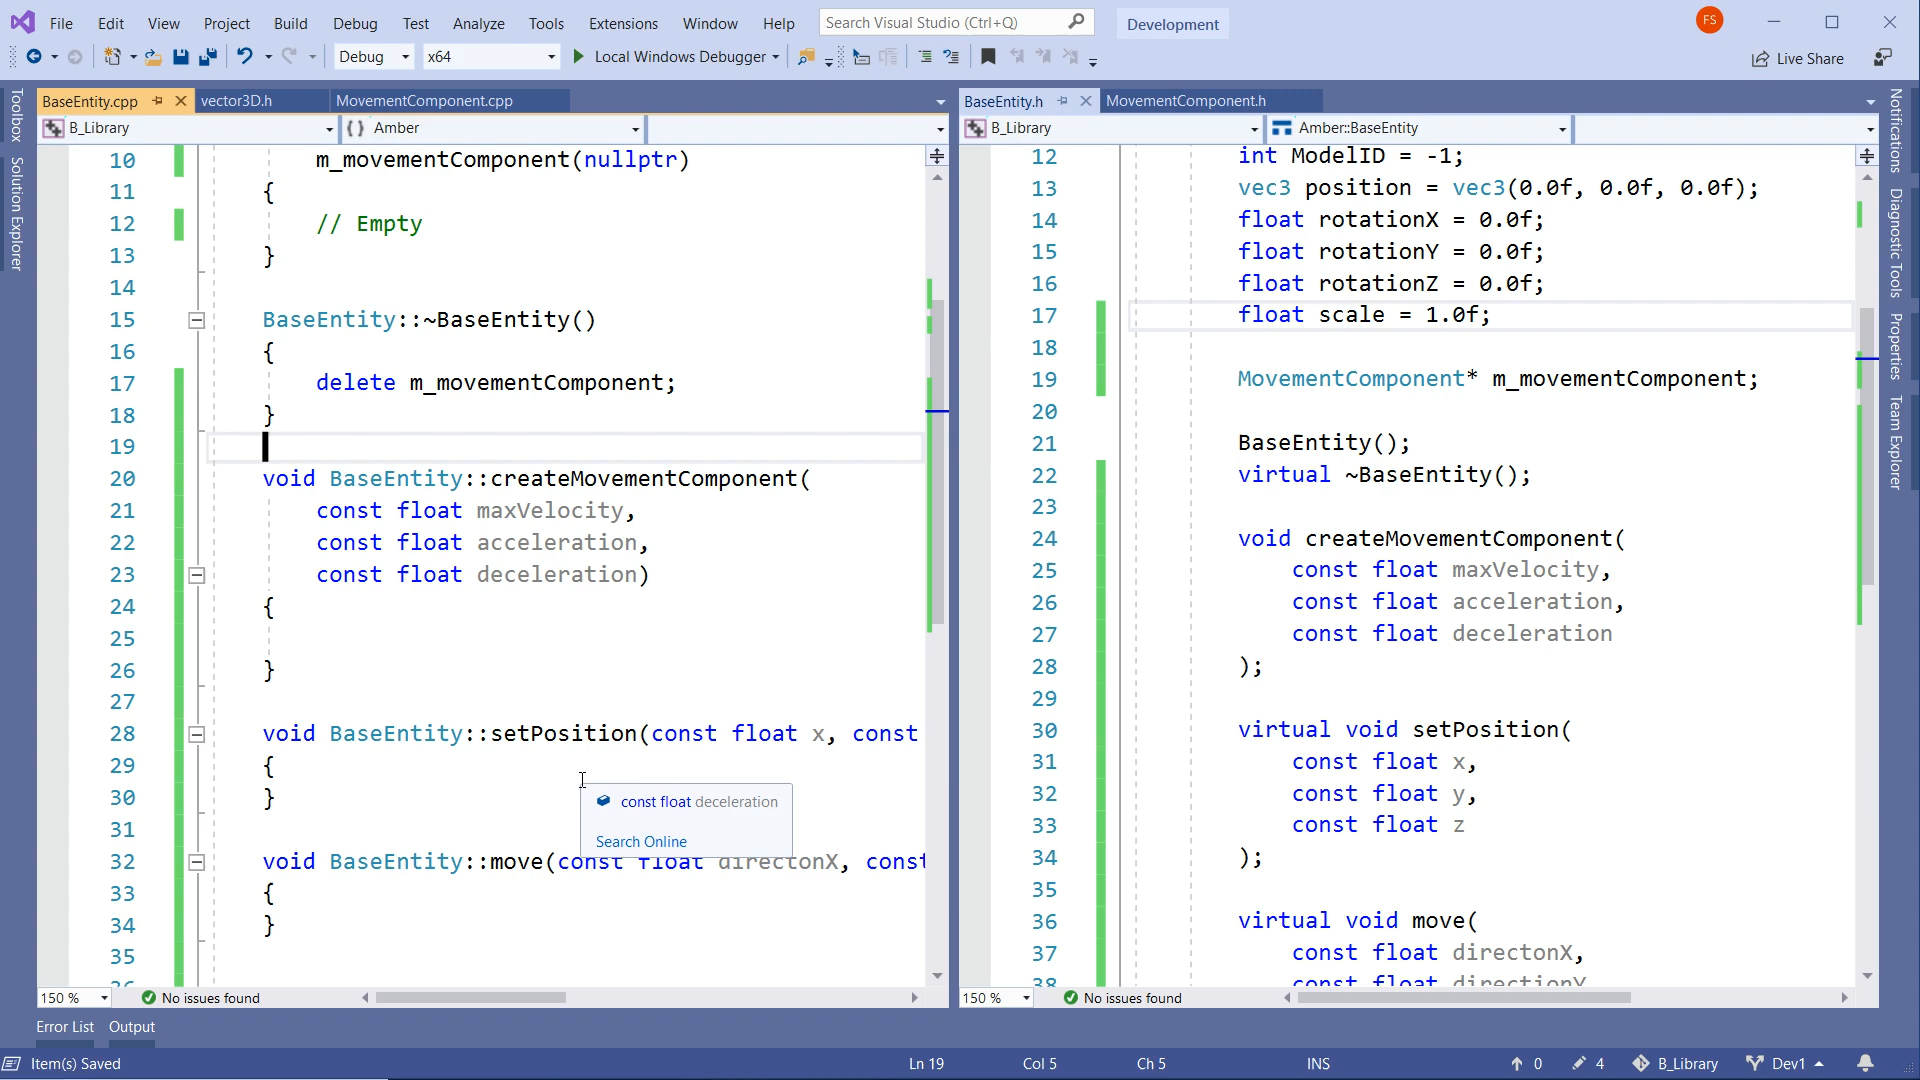 File Edit View Project Build Debug Test Analyze Tools Extensions Window Help Search Visual Studio (Ctrl+Q) Development FS
Debug x64 Local Windows Debugger Live Share
Toolbox
Solution Explorer
BaseEntity.cpp vector3D.h MovementComponent.cpp
B_Library {} Amber
10 m_movementComponent(nullptr)
11 {
12 // Empty
13 }
14
15 BaseEntity::~BaseEntity()
16 {
17 delete m_movementComponent;
18 }
19
20 void BaseEntity::createMovementComponent(
21 const float maxVelocity,
22 const float acceleration,
23 const float deceleration)
24 {
25
26 }
27
28 void BaseEntity::setPosition(const float x, const
29 {
30 }
31
32 void BaseEntity::move(const float directonX, const
33 {
34 }
35
36
const float deceleration
Search Online
150 % No issues found
BaseEntity.h MovementComponent.h
B_Library Amber::BaseEntity
12 int ModelID = -1;
13 vec3 position = vec3(0.0f, 0.0f, 0.0f);
14 float rotationX = 0.0f;
15 float rotationY = 0.0f;
16 float rotationZ = 0.0f;
17 float scale = 1.0f;
18
19 MovementComponent* m_movementComponent;
20
21 BaseEntity();
22 virtual ~BaseEntity();
23
24 void createMovementComponent(
25 const float maxVelocity,
26 const float acceleration,
27 const float deceleration
28 );
29
30 virtual void setPosition(
31 const float x,
32 const float y,
33 const float z
34 );
35
36 virtual void move(
37 const float directonX,
38 const float directionY
150 % No issues found
Notifications
Diagnostic Tools
Properties
Team Explorer
Error List Output
Item(s) Saved Ln 19 Col 5 Ch 5 INS 0 4 B_Library Dev1